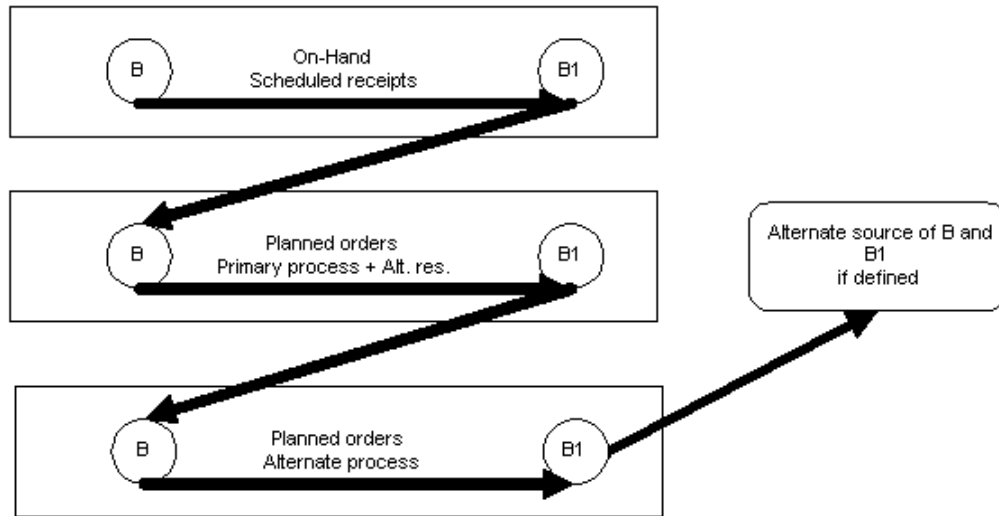 B
On-Hand
Scheduled receipts
B1
B
Planned orders
Primary process + Alt. res.
B1
Alternate source of B and
B1
if defined
B
Planned orders
Alternate process
B1